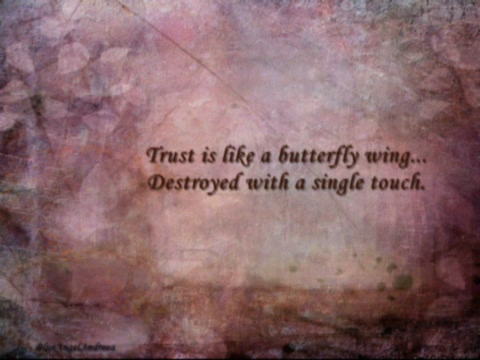 Trust is like a butterfly wing...
Destroyed with a single touch.